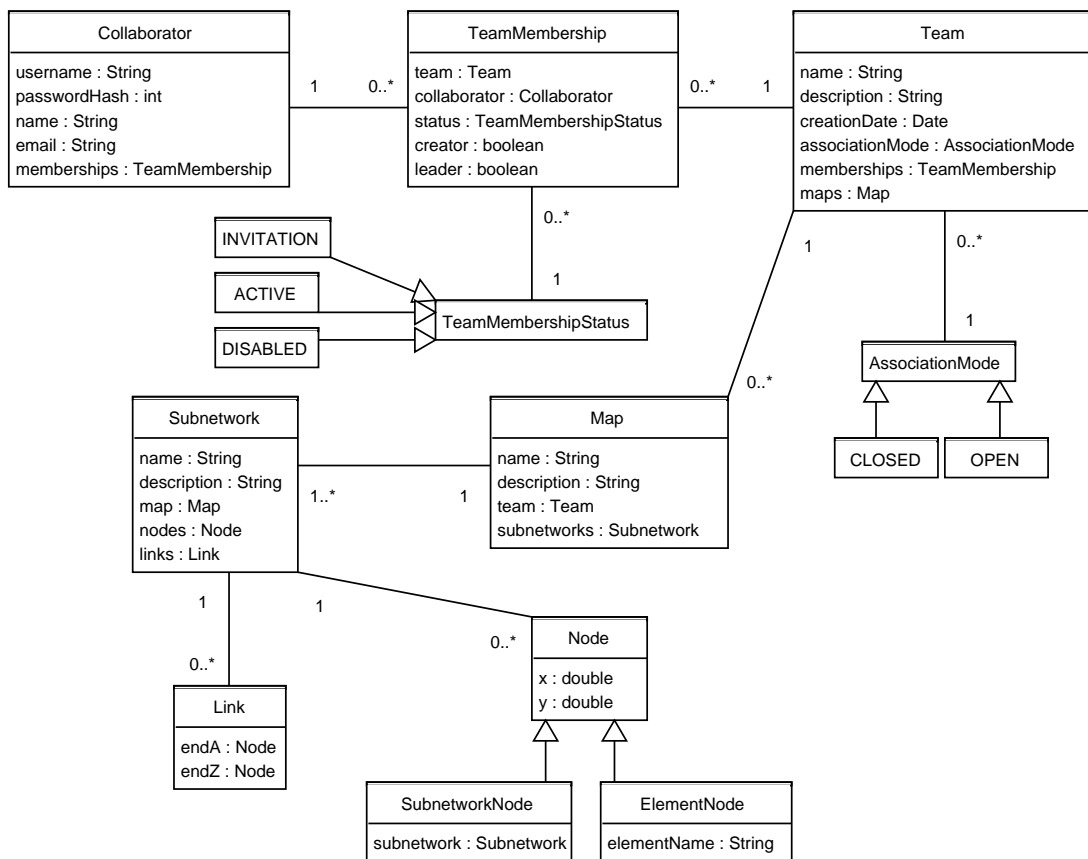 Collaborator
username : String
passwordHash : int
name : String
email : String
memberships : TeamMembership
1
0..*
TeamMembership
team : Team
collaborator : Collaborator
status : TeamMembershipStatus
creator : boolean
leader : boolean
0..*
1
Team
name : String
description : String
creationDate : Date
associationMode : AssociationMode
memberships : TeamMembership
maps : Map
0..*
1
INVITATION
ACTIVE
DISABLED
TeamMembershipStatus
1
0..*
0..*
1
AssociationMode
CLOSED
OPEN
Subnetwork
name : String
description : String
map : Map
nodes : Node
links : Link
1..*
1
Map
name : String
description : String
team : Team
subnetworks : Subnetwork
1
0..*
1
0..*
Link
endA : Node
endZ : Node
Node
x : double
y : double
SubnetworkNode
subnetwork : Subnetwork
ElementNode
elementName : String